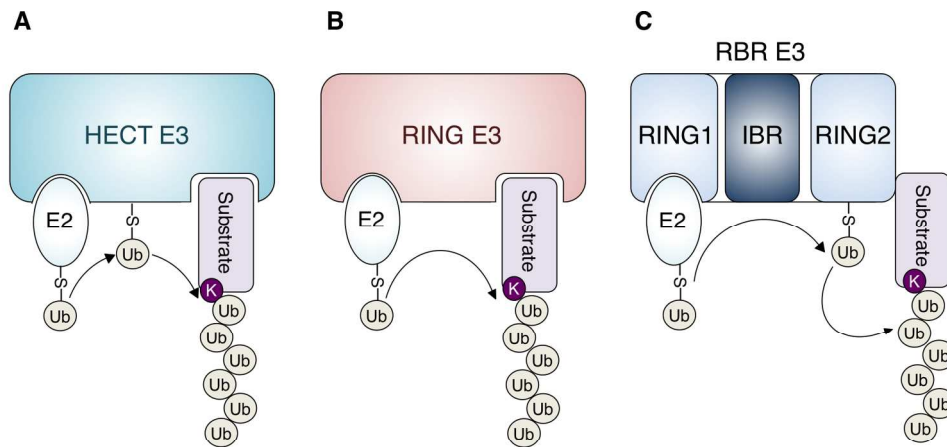 A
B
C
RBR E3
HECT E3
RING E3
RING1
IBR
RING2
E2
S
Ub
S
Ub
Substrate
K
Ub
Ub
Ub
Ub
Ub
Ub
E2
S
Ub
Substrate
K
Ub
Ub
Ub
Ub
Ub
Ub
E2
S
Ub
S
Ub
Substrate
K
Ub
Ub
Ub
Ub
Ub
Ub